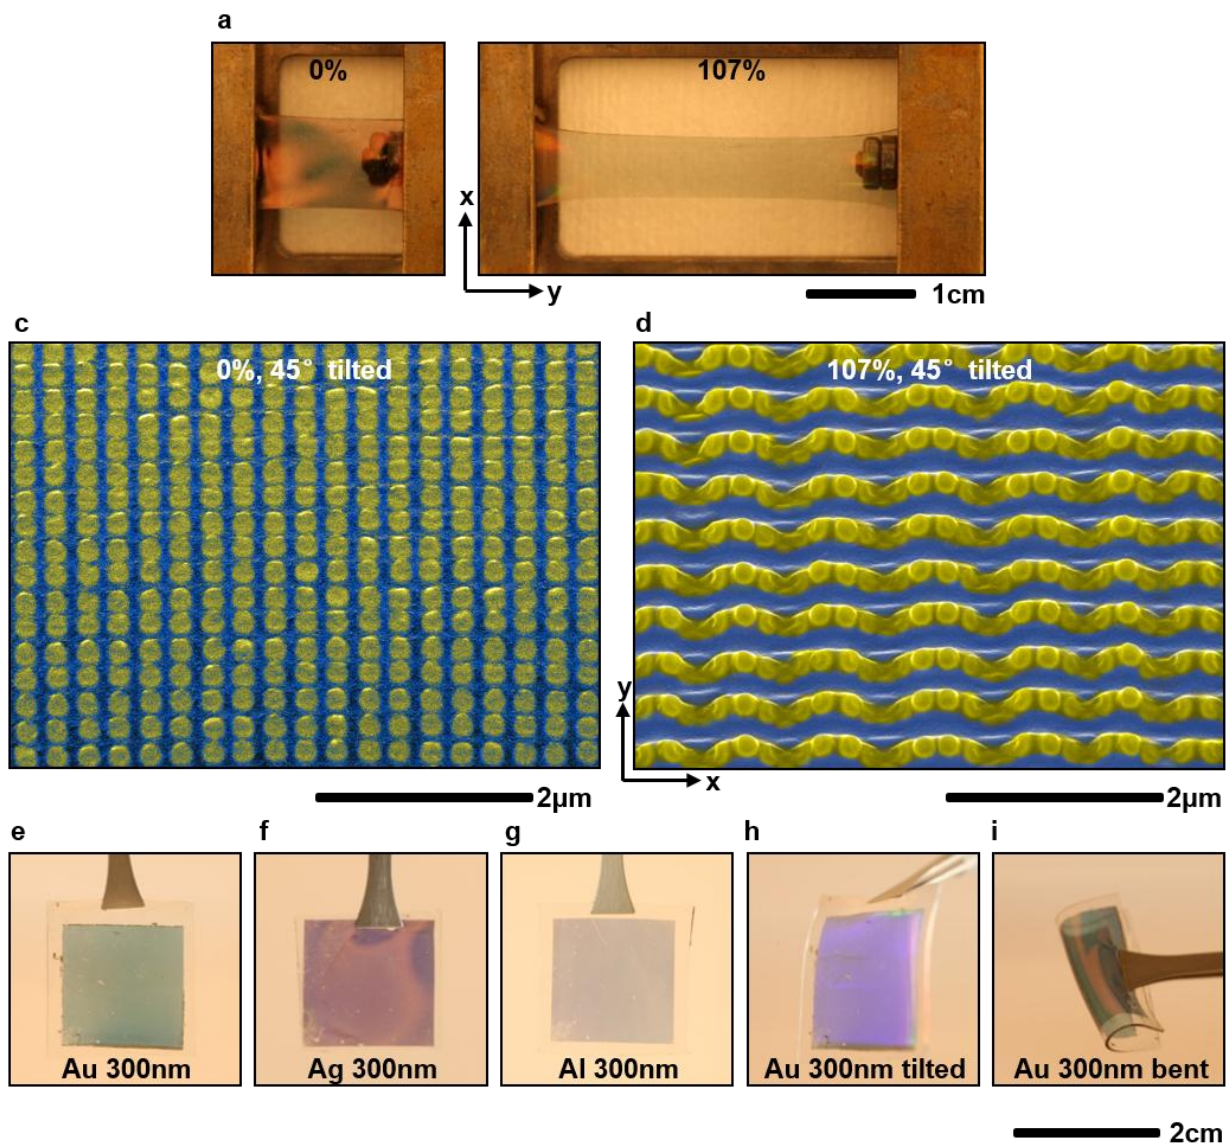 a
0%
107%
x
y
1cm
c
d
0%, 45° tilted
107%, 45° tilted
y
x
2μm
2μm
e
f
g
h
i
Au 300nm
Ag 300nm
Al 300nm
Au 300nm tilted
Au 300nm bent
2cm